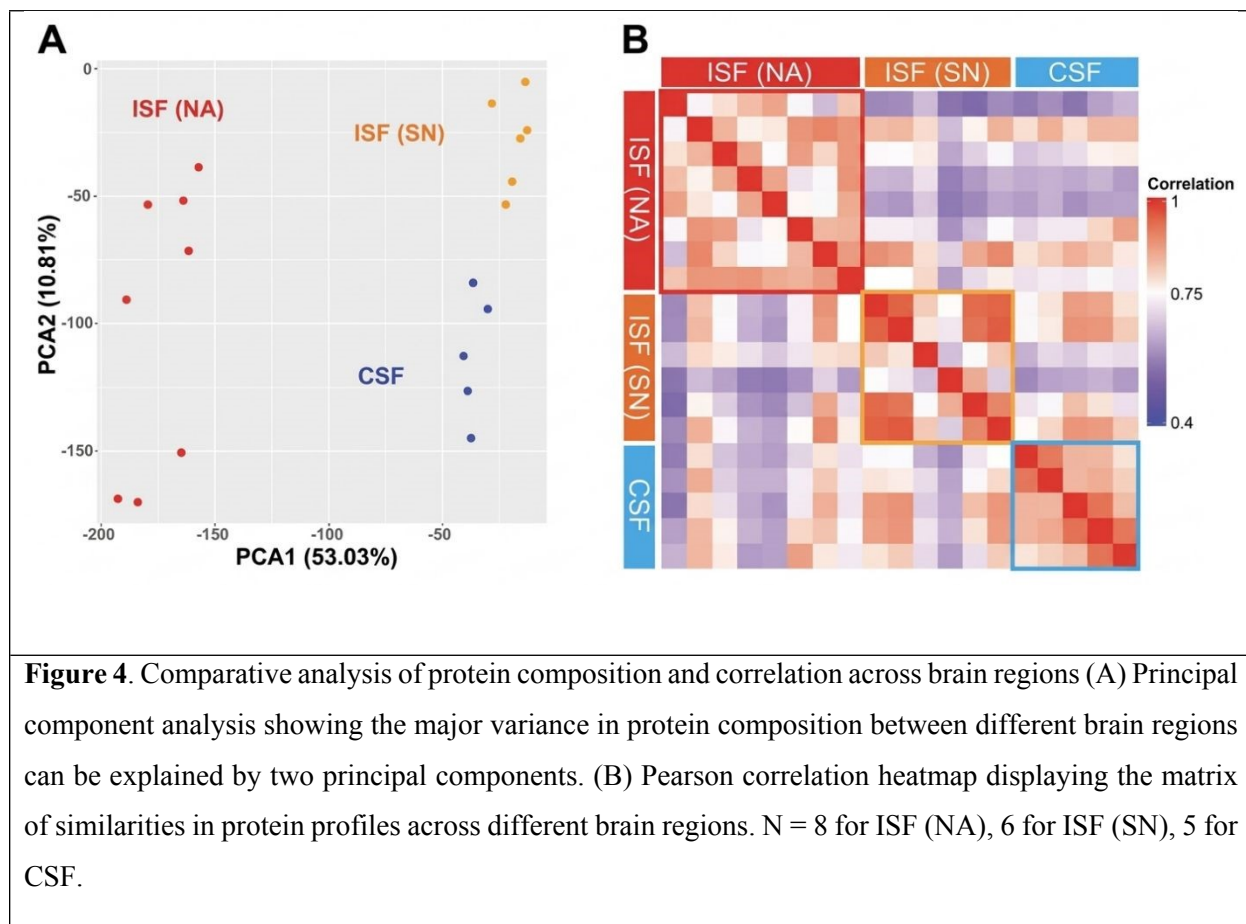 A
B
0
-50
-100
-150
-200
-150
-100
-50
PCA2 (10.81%)
PCA1 (53.03%)
ISF (NA)
ISF (SN)
CSF
ISF (NA)
ISF (SN)
CSF
ISF (NA)
ISF (SN)
CSF
Correlation
1
0.75
0.4
Figure 4. Comparative analysis of protein composition and correlation across brain regions (A) Principal
component analysis showing the major variance in protein composition between different brain regions
can be explained by two principal components. (B) Pearson correlation heatmap displaying the matrix
of similarities in protein profiles across different brain regions. N = 8 for ISF (NA), 6 for ISF (SN), 5 for
CSF.